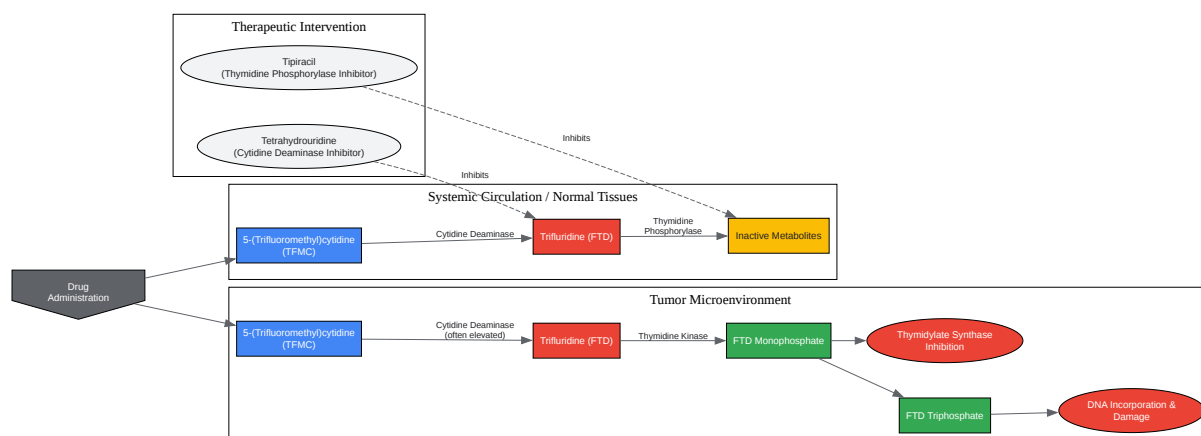 Therapeutic Intervention
Tipiracil
(Thymidine Phosphorylase Inhibitor)
Tetrahydrouridine
(Cytidine Deaminase Inhibitor)
Inhibits
Inhibits
Systemic Circulation / Normal Tissues
5-(Trifluoromethyl)cytidine
(TFMC)
Cytidine Deaminase
Trifluridine (FTD)
Thymidine
Phosphorylase
Inactive Metabolites
Drug
Administration
Tumor Microenvironment
5-(Trifluoromethyl)cytidine
(TFMC)
Cytidine Deaminase
(often elevated)
Trifluridine (FTD)
Thymidine Kinase
FTD Monophosphate
Thymidylate Synthase
Inhibition
FTD Triphosphate
DNA Incorporation &
Damage